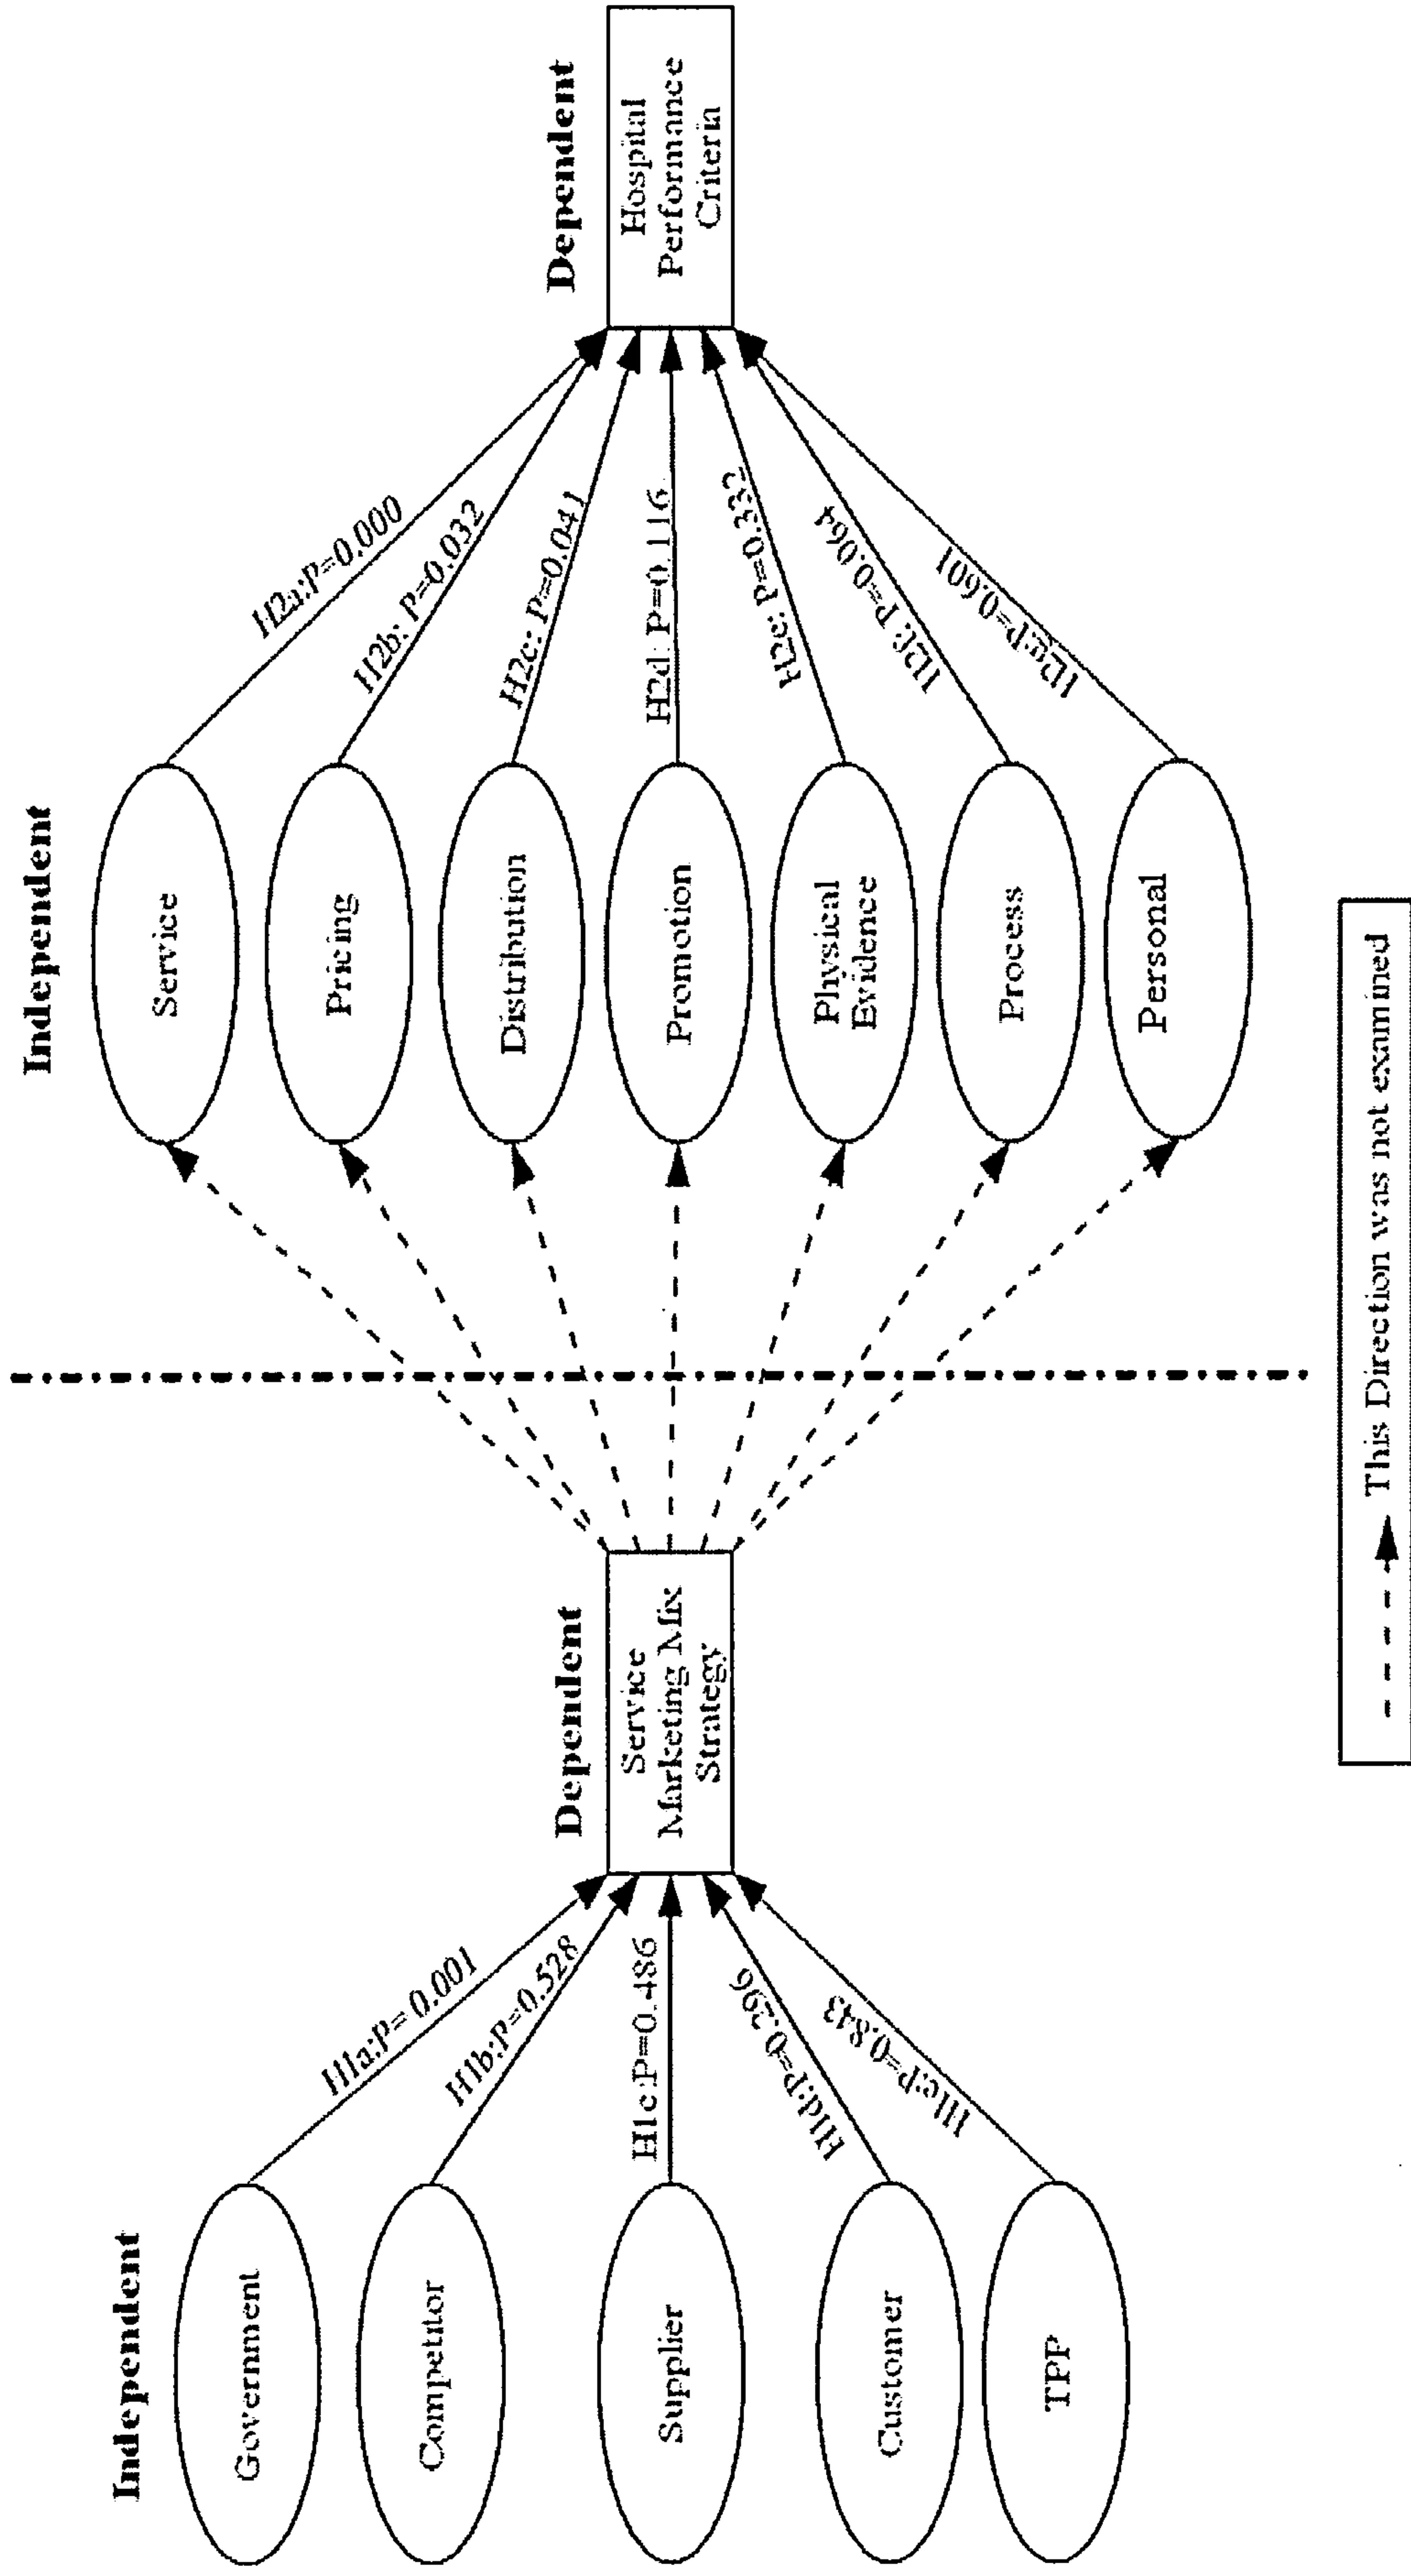 Independent
Government
Competitor
Supplier
Customer
TPP
H1a:P= 0.001
H1b:P=0.528
H1c:P=0.486
H1d:P=0.296
H1e:P=0.843
Dependent
Service
Marketing Mix
Strategy
Independent
Service
Pricing
Distribution
Promotion
Physical
Evidence
Process
Personal
H2a:P=0.000
H2b: P=0.032
H2c: P=0.041
H2d: P=0.116
H2e: P=0.332
H2f: P=0.064
H2g:P=0.601
Dependent
Hospital
Performance
Criteria
This Direction was not examined